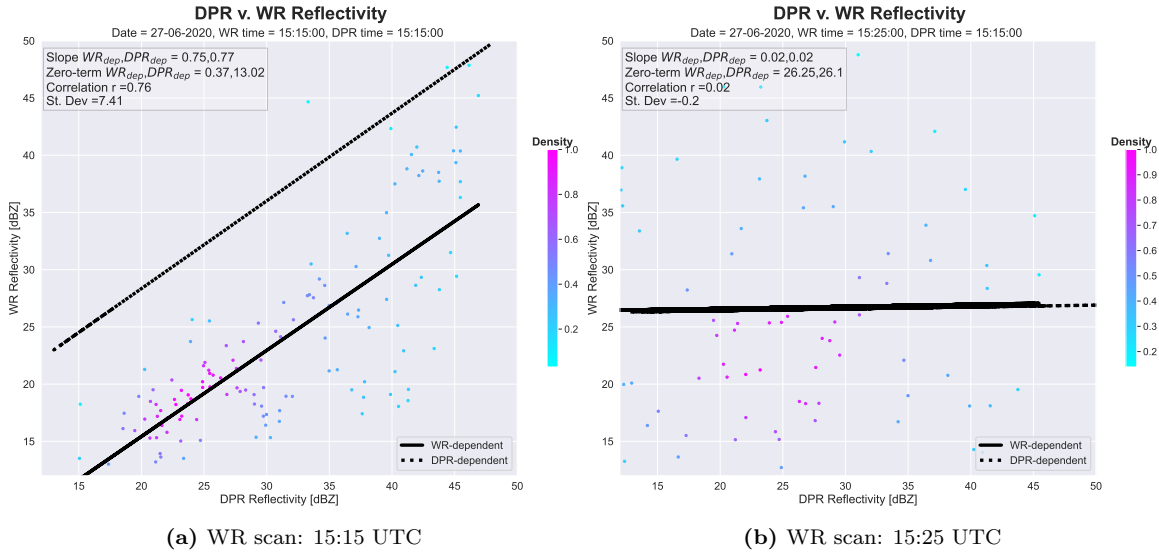 DPR v. WR Reflectivity
Date = 27-06-2020, WR time = 15:15:00, DPR time = 15:15:00
Slope WR_dep,DPR_dep = 0.75,0.77
Zero-term WR_dep,DPR_dep = 0.37,13.02
Correlation r =0.76
St. Dev =7.41
50
45
40
35
30
25
20
15
WR Reflectivity [dBZ]
WR-dependent
DPR-dependent
15 20 25 30 35 40 45 50
DPR Reflectivity [dBZ]
Density
1.0
0.8
0.6
0.4
0.2
(a) WR scan: 15:15 UTC
DPR v. WR Reflectivity
Date = 27-06-2020, WR time = 15:25:00, DPR time = 15:15:00
Slope WR_dep,DPR_dep = 0.02,0.02
Zero-term WR_dep,DPR_dep = 26.25,26.1
Correlation r =0.02
St. Dev =-0.2
50
45
40
35
30
25
20
15
WR Reflectivity [dBZ]
WR-dependent
DPR-dependent
15 20 25 30 35 40 45 50
DPR Reflectivity [dBZ]
Density
1.0
0.9
0.8
0.7
0.6
0.5
0.4
0.3
0.2
(b) WR scan: 15:25 UTC